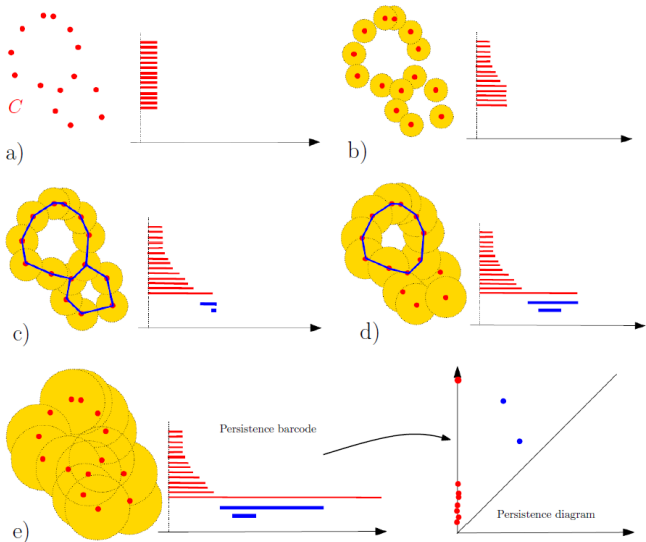 C
a)
b)
c)
d)
Persistence barcode
e)
Persistence diagram